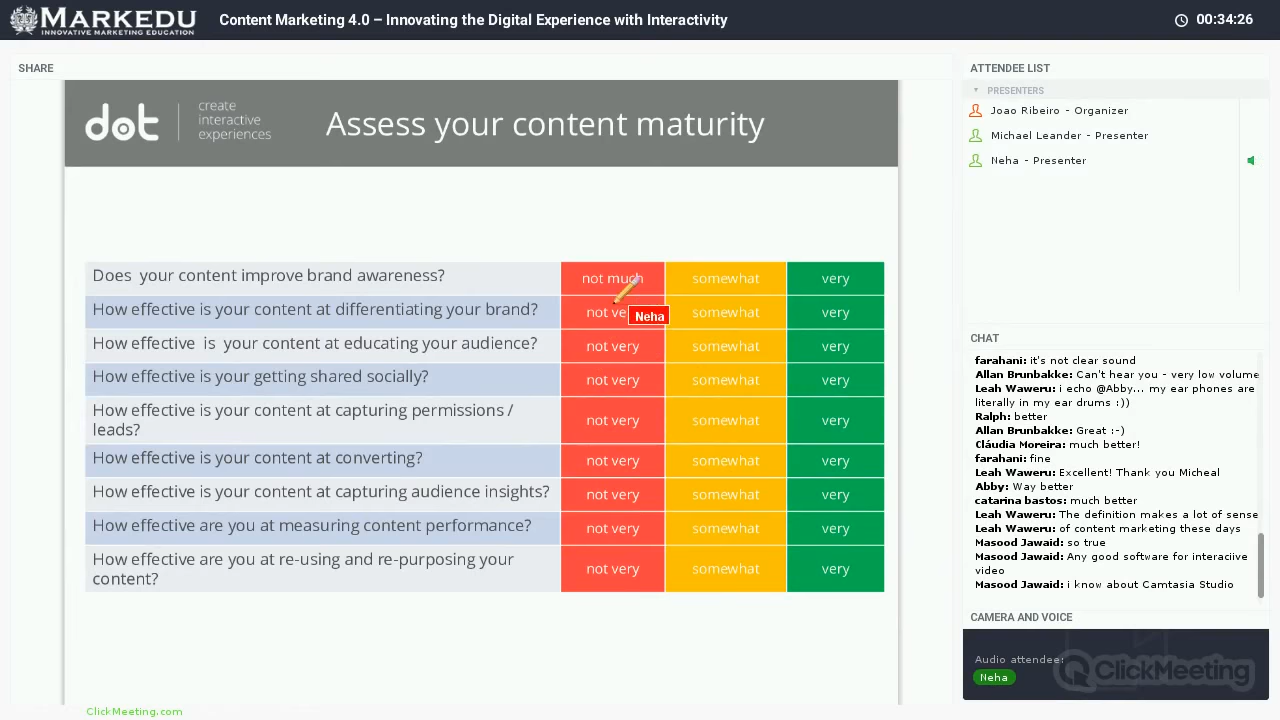 MARKEDU
INNOVATIVE MARKETING EDUCATION
Content Marketing 4.0 – Innovating the Digital Experience with Interactivity
00:34:26
SHARE
dot
create
interactive
experiences
Assess your content maturity
Does your content improve brand awareness? not much somewhat very
How effective is your content at differentiating your brand? not ve somewhat very
Neha
How effective is your content at educating your audience? not very somewhat very
How effective is your getting shared socially? not very somewhat very
How effective is your content at capturing permissions /
leads? not very somewhat very
How effective is your content at converting? not very somewhat very
How effective is your content at capturing audience insights? not very somewhat very
How effective are you at measuring content performance? not very somewhat very
How effective are you at re-using and re-purposing your
content? not very somewhat very
ClickMeeting.com
ATTENDEE LIST
PRESENTERS
Joao Ribeiro - Organizer
Michael Leander - Presenter
Neha - Presenter
CHAT
farahani: it's not clear sound
Allan Brunbakke: Can't hear you - very low volume
Leah Waweru: i echo @Abby... my ear phones are
literally in my ear drums :))
Ralph: better
Allan Brunbakke: Great :-)
Cláudia Moreira: much better!
farahani: fine
Leah Waweru: Excellent! Thank you Micheal
Abby: Way better
catarina bastos: much better
Leah Waweru: The definition makes a lot of sense
Leah Waweru: of content marketing these days
Masood Jawaid: so true
Masood Jawaid: Any good software for interaciive
video
Masood Jawaid: i know about Camtasia Studio
CAMERA AND VOICE
Audio attendee:
Neha
ClickMeeting